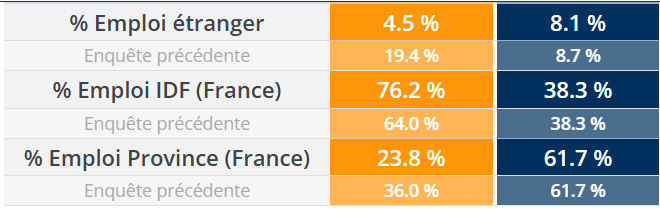 % Emploi étranger 4.5 % 8.1 %
Enquête précédente 19.4 % 8.7 %
% Emploi IDF (France) 76.2 % 38.3 %
Enquête précédente 64.0 % 38.3 %
% Emploi Province (France) 23.8 % 61.7 %
Enquête précédente 36.0 % 61.7 %